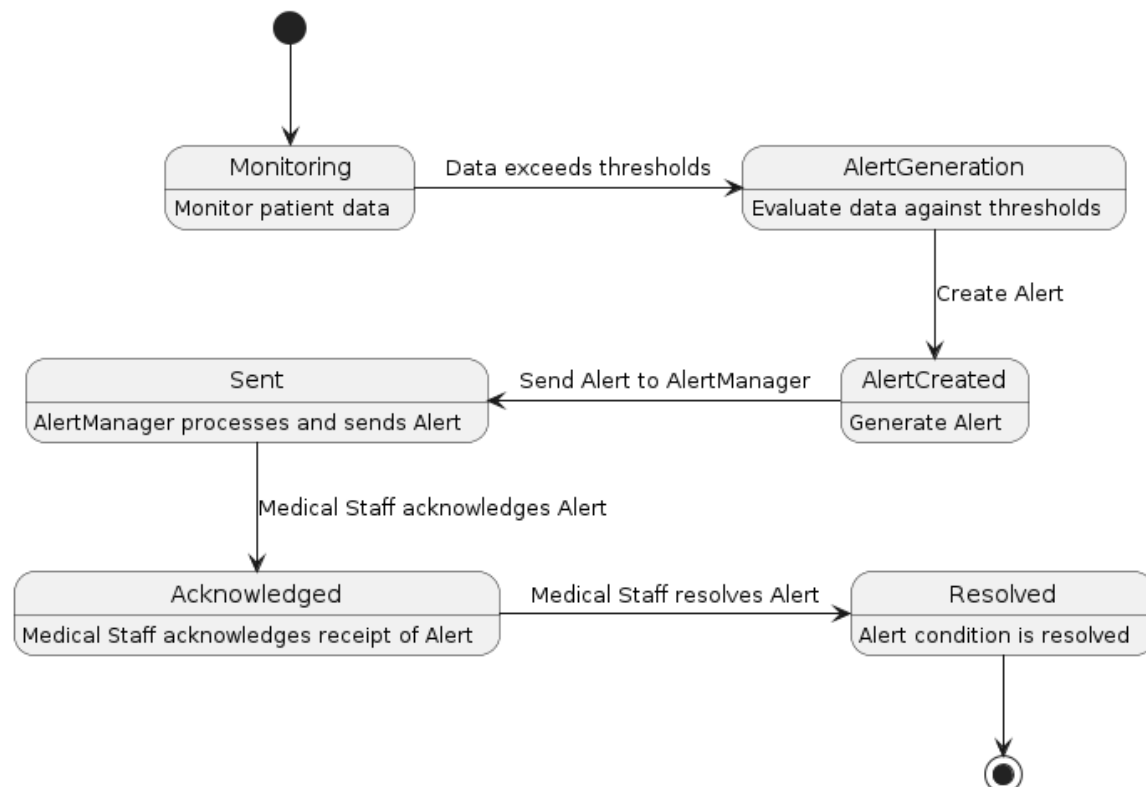 Monitoring
Monitor patient data
Data exceeds thresholds
AlertGeneration
Evaluate data against thresholds
Create Alert
Sent
AlertManager processes and sends Alert
Send Alert to AlertManager
AlertCreated
Generate Alert
Medical Staff acknowledges Alert
Acknowledged
Medical Staff acknowledges receipt of Alert
Medical Staff resolves Alert
Resolved
Alert condition is resolved